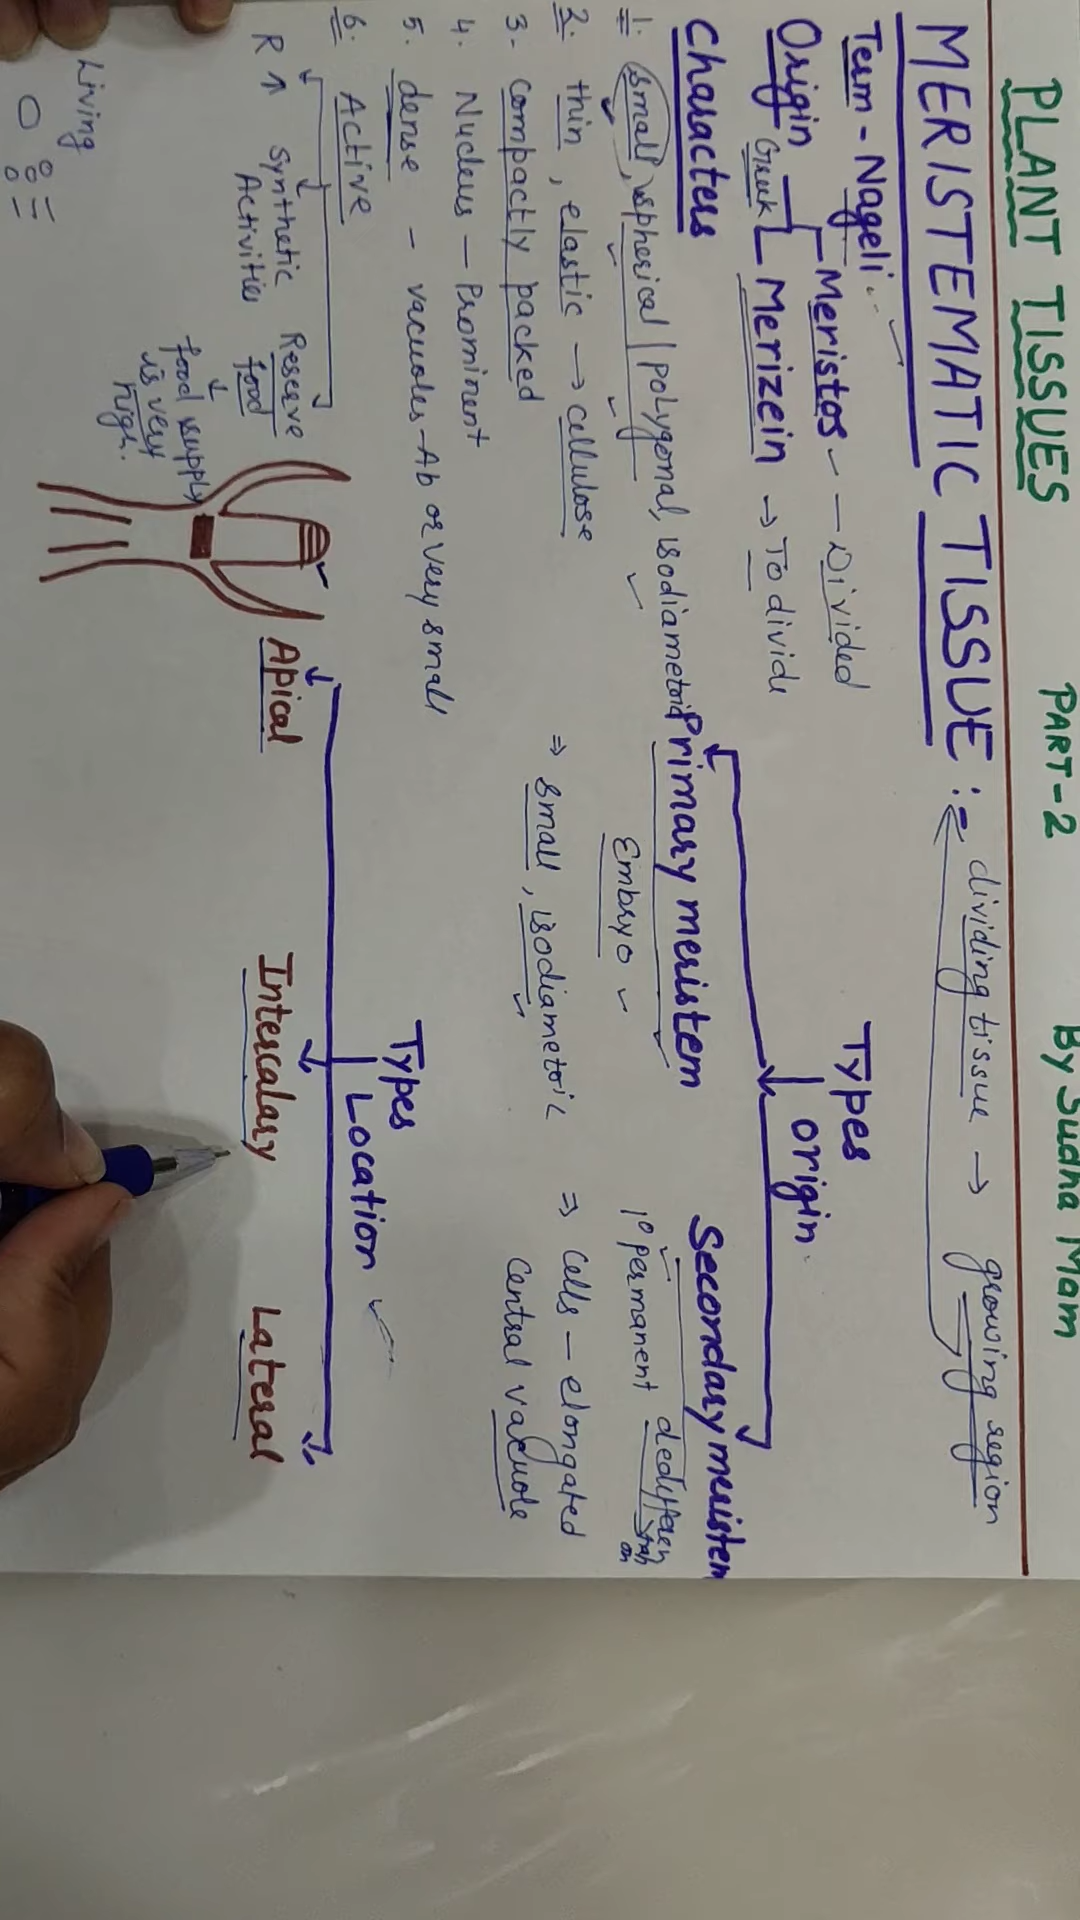 PLANT TISSUES PART-2 By Sudha Mam
MERISTEMATIC TISSUE :- dividing tissue → growing region
Term - Nageli...
Origin Meristos - Divided
Greek Merizein → To divide
Characters
1. small, spherical / polygonal, isodiametric
2. thin, elastic → cellulose
3. Compactly packed
4. Nucleus - Prominent
5. dense - vacuoles - Ab or very small
6. Active
R ↑ Synthetic Activities Reserve food
food supply is very high.
Living
Types
origin
Primary meristem
Embryo
⇒ small, isodiametric
Secondary meristem
1° permanent dedifferentiation
⇒ Cells - elongated
Central vacuole
Types
Location
Apical Intercalary Lateral